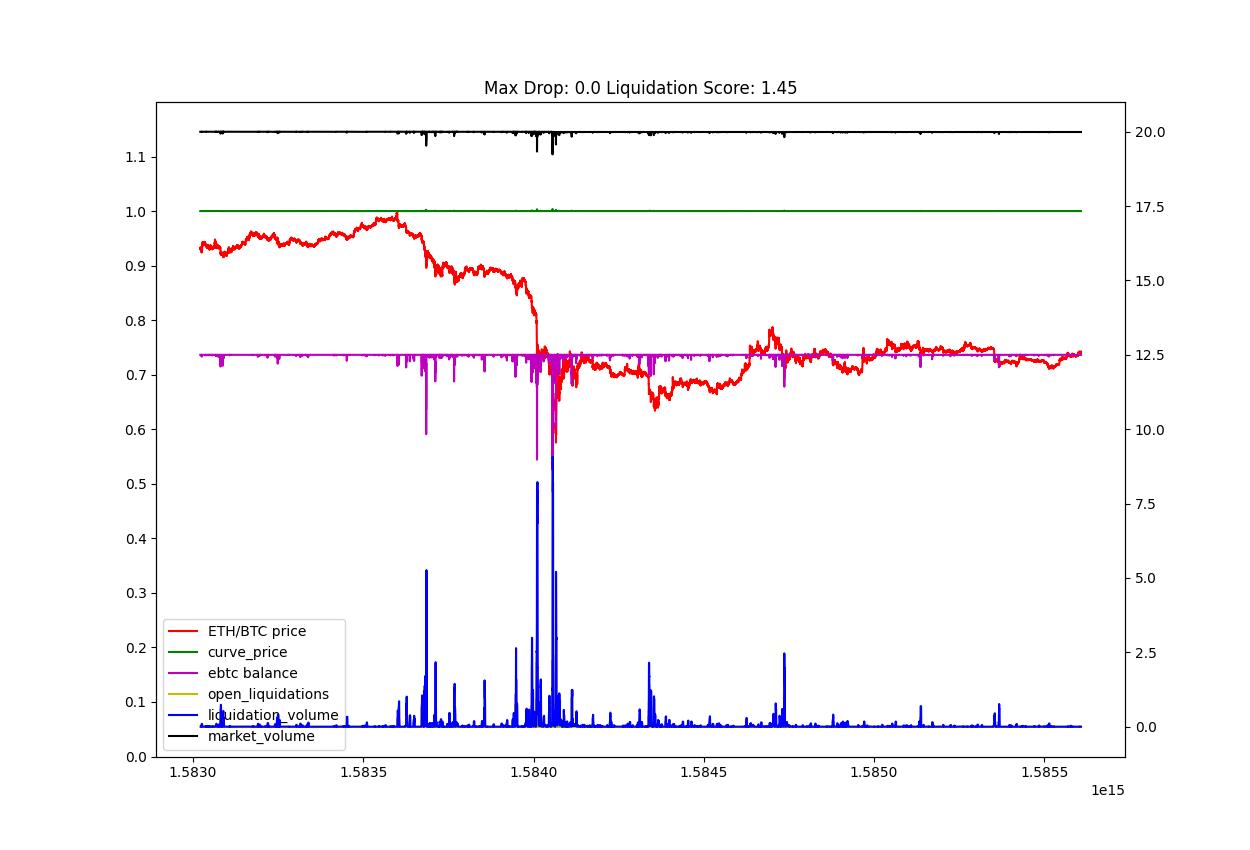 Max Drop: 0.0 Liquidation Score: 1.45
1.1
1.0
0.9
0.8
0.7
0.6
0.5
0.4
0.3
0.2
0.1
0.0
20.0
17.5
15.0
12.5
10.0
7.5
5.0
2.5
0.0
ETH/BTC price
curve_price
ebtc balance
open_liquidations
liquidation_volume
market_volume
1.5830 1.5835 1.5840 1.5845 1.5850 1.5855
1e15